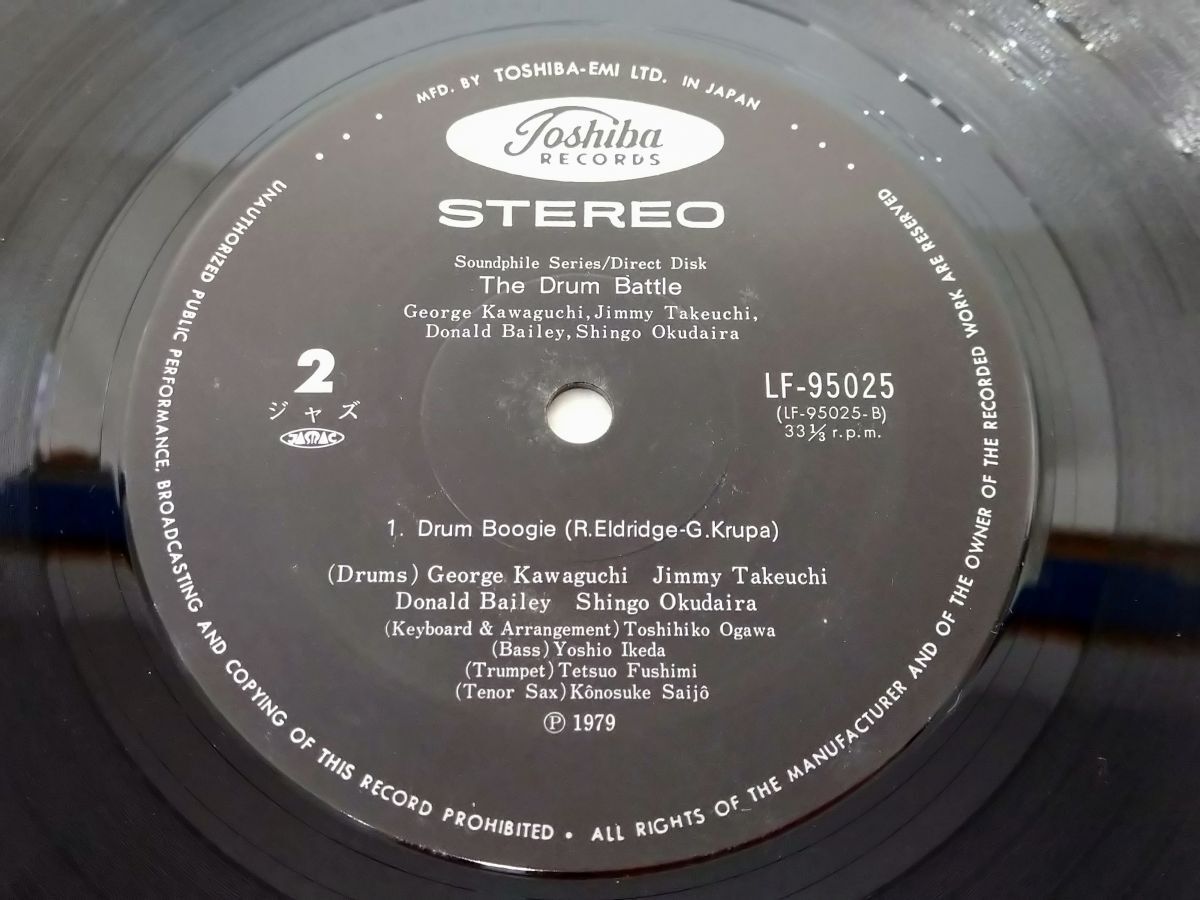 MFD. BY TOSHIBA-EMI LTD. IN JAPAN
Toshiba
RECORDS
STEREO
Soundphile Series/Direct Disk
The Drum Battle
George Kawaguchi, Jimmy Takeuchi,
Donald Bailey, Shingo Okudaira
2
ジャズ
JASRAC
LF-95025
(LF-95025-B)
33⅓ r.p.m.
1. Drum Boogie (R.Eldridge-G.Krupa)
(Drums) George Kawaguchi Jimmy Takeuchi
Donald Bailey Shingo Okudaira
(Keyboard & Arrangement) Toshihiko Ogawa
(Bass) Yoshio Ikeda
(Trumpet) Tetsuo Fushimi
(Tenor Sax) Kônosuke Saijô
Ⓟ 1979
UNAUTHORIZED PUBLIC PERFORMANCE, BROADCASTING AND COPYING OF THIS RECORD PROHIBITED • ALL RIGHTS OF THE MANUFACTURER AND OF THE OWNER OF THE RECORDED WORK ARE RESERVED